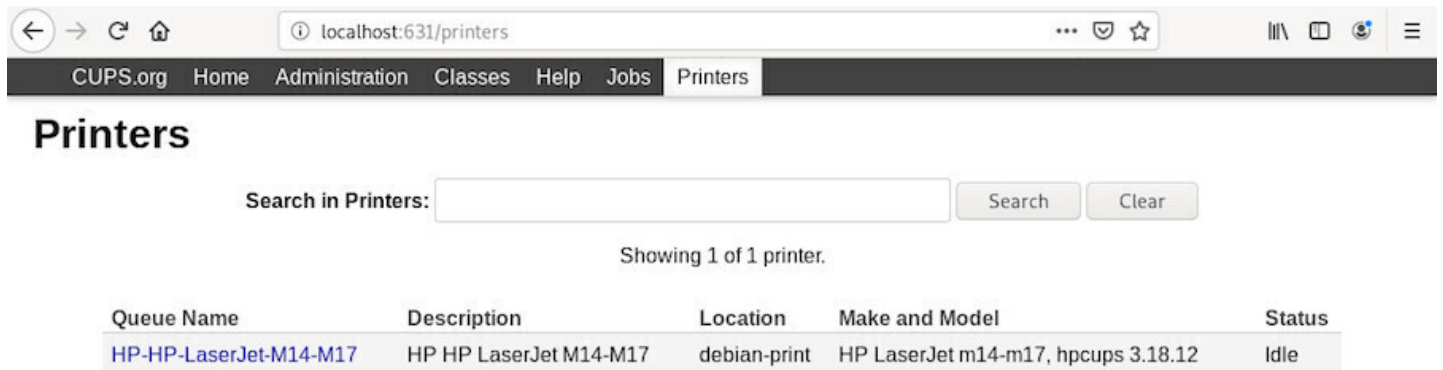 localhost:631/printers
CUPS.org Home Administration Classes Help Jobs Printers
Printers
Search in Printers: Search Clear
Showing 1 of 1 printer.
Queue Name Description Location Make and Model Status
HP-HP-LaserJet-M14-M17 HP HP LaserJet M14-M17 debian-print HP LaserJet m14-m17, hpcups 3.18.12 Idle